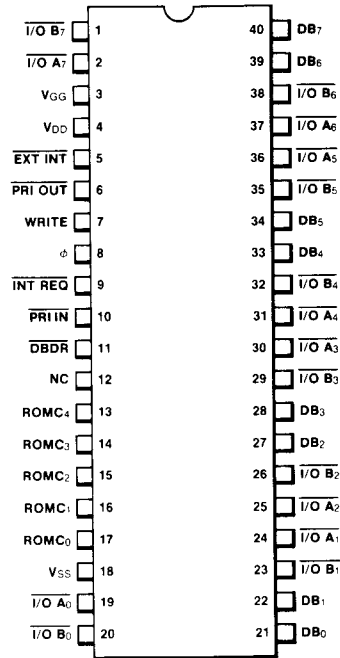 I/O B₇ 1 40 DB₇
I/O A₇ 2 39 DB₆
VGG 3 38 I/O B₆
VDD 4 37 I/O A₆
EXT INT 5 36 I/O A₅
PRI OUT 6 35 I/O B₅
WRITE 7 34 DB₅
ϕ 8 33 DB₄
INT REQ 9 32 I/O B₄
PRI IN 10 31 I/O A₄
DBDR 11 30 I/O A₃
NC 12 29 I/O B₃
ROMC₄ 13 28 DB₃
ROMC₃ 14 27 DB₂
ROMC₂ 15 26 I/O B₂
ROMC₁ 16 25 I/O A₂
ROMC₀ 17 24 I/O A₁
VSS 18 23 I/O B₁
I/O A₀ 19 22 DB₁
I/O B₀ 20 21 DB₀